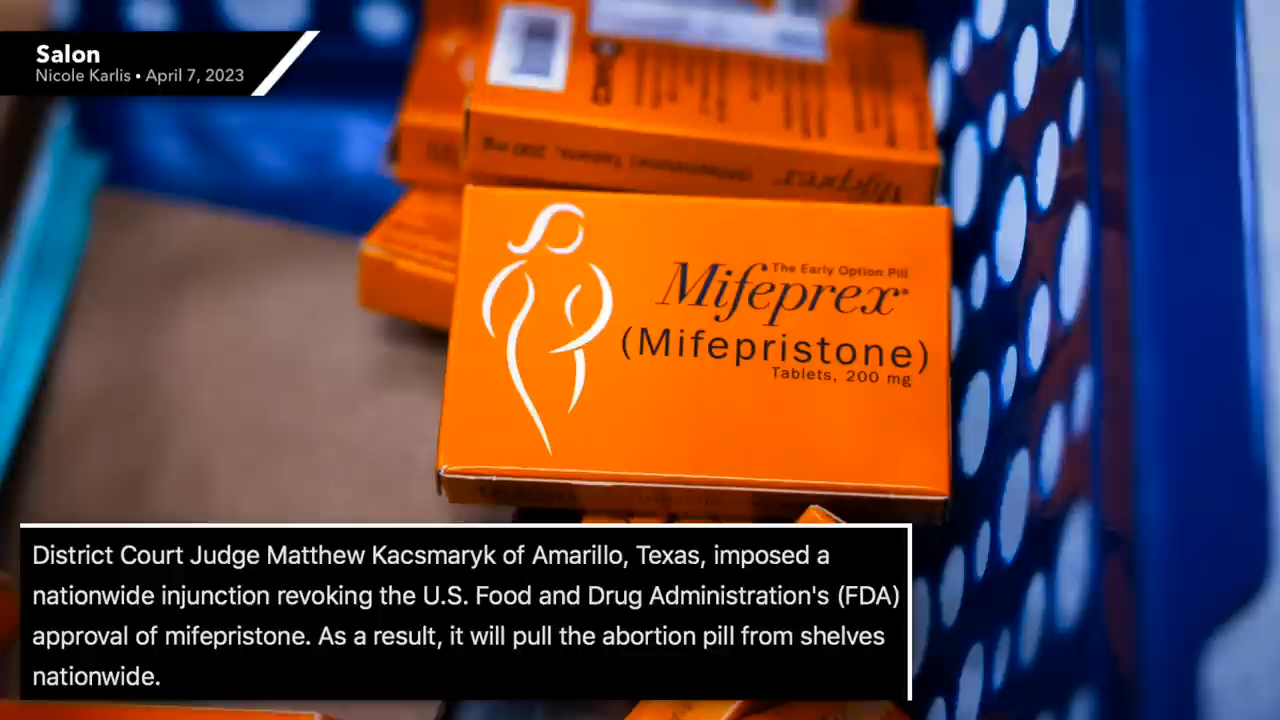 Salon
Nicole Karlis • April 7, 2023
The Early Option Pill
Mifeprex
(Mifepristone)
Tablets, 200 mg
District Court Judge Matthew Kacsmaryk of Amarillo, Texas, imposed a
nationwide injunction revoking the U.S. Food and Drug Administration's (FDA)
approval of mifepristone. As a result, it will pull the abortion pill from shelves
nationwide.